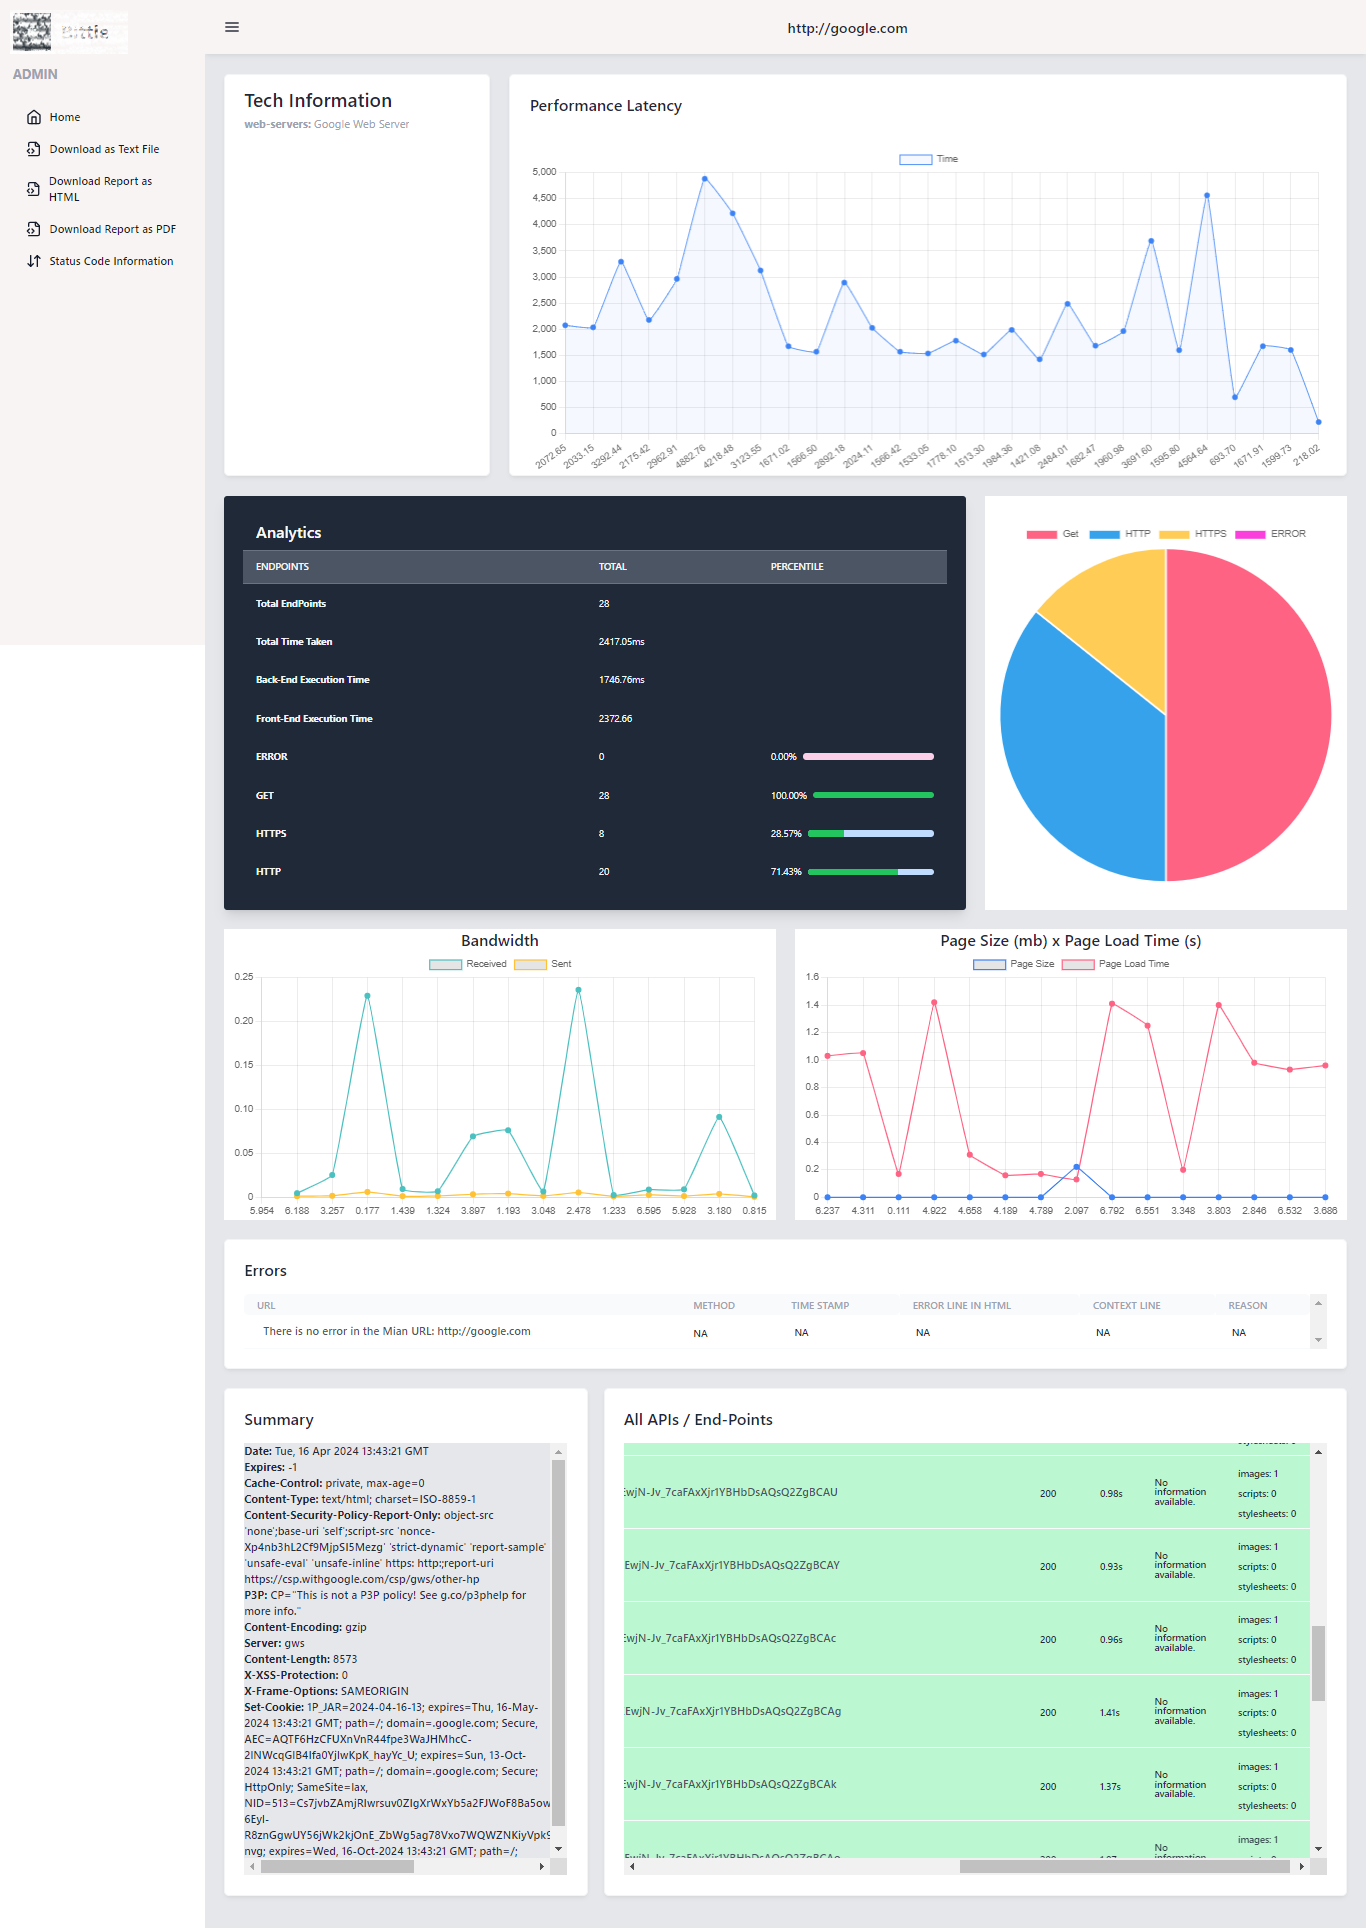 http://google.com
ADMIN
Home
Download as Text File
Download Report as
HTML
Download Report as PDF
Status Code Information
Tech Information
web-servers: Google Web Server
Performance Latency
Time
5,000
4,500
4,000
3,500
3,000
2,500
2,000
1,500
1,000
500
0
2072.65 2033.15 3292.44 2175.42 2962.91 4882.76 4218.48 3123.55 1671.02 1566.50 2892.18 2024.11 1566.42 1533.05 1778.10 1513.30 1984.36 1421.08 2484.01 1682.47 1960.98 3691.60 1595.80 4564.64 693.70 1671.91 1599.73 218.02
Analytics
ENDPOINTS TOTAL PERCENTILE
Total EndPoints 28
Total Time Taken 2417.05ms
Back-End Execution Time 1746.76ms
Front-End Execution Time 2372.66
ERROR 0 0.00%
GET 28 100.00%
HTTPS 8 28.57%
HTTP 20 71.43%
Get HTTP HTTPS ERROR
Bandwidth
Received Sent
0.25
0.20
0.15
0.10
0.05
0
5.954 6.188 3.257 0.177 1.439 1.324 3.897 1.193 3.048 2.478 1.233 6.595 5.928 3.180 0.815
Page Size (mb) x Page Load Time (s)
Page Size Page Load Time
1.6
1.4
1.2
1.0
0.8
0.6
0.4
0.2
0
6.237 4.311 0.111 4.922 4.658 4.189 4.789 2.097 6.792 6.551 3.348 3.803 2.846 6.532 3.686
Errors
URL METHOD TIME STAMP ERROR LINE IN HTML CONTEXT LINE REASON
There is no error in the Mian URL: http://google.com NA NA NA NA NA
Summary
Date: Tue, 16 Apr 2024 13:43:21 GMT
Expires: -1
Cache-Control: private, max-age=0
Content-Type: text/html; charset=ISO-8859-1
Content-Security-Policy-Report-Only: object-src
'none';base-uri 'self';script-src 'nonce-
Xp4nb3hL2Cf9MjpSI5Mezg' 'strict-dynamic' 'report-sample'
'unsafe-eval' 'unsafe-inline' https: http:;report-uri
https://csp.withgoogle.com/csp/gws/other-hp
P3P: CP="This is not a P3P policy! See g.co/p3phelp for
more info."
Content-Encoding: gzip
Server: gws
Content-Length: 8573
X-XSS-Protection: 0
X-Frame-Options: SAMEORIGIN
Set-Cookie: 1P_JAR=2024-04-16-13; expires=Thu, 16-May-
2024 13:43:21 GMT; path=/; domain=.google.com; Secure,
AEC=AQTF6HzCFUXnVnR44fpe3WaJHMhcC-
2lNWcqGlB4Ifa0YjlwKpK_hayYc_U; expires=Sun, 13-Oct-
2024 13:43:21 GMT; path=/; domain=.google.com; Secure;
HttpOnly; SameSite=lax,
NID=513=Cs7jvbZAmjRIwrsuv0ZIgXrWxYb5a2FJWoF8Ba5ow
6EyI-
R8znGgwUY56jWk2kjOnE_ZbWg5ag78Vxo7WQWZNKiyVpk9
nvg; expires=Wed, 16-Oct-2024 13:43:21 GMT; path=/;
All APIs / End-Points
EwjN-Jv_7caFAxXjr1YBHbDsAQsQ2ZgBCAU 200 0.98s No information available. images: 1 scripts: 0 stylesheets: 0
EwjN-Jv_7caFAxXjr1YBHbDsAQsQ2ZgBCAY 200 0.93s No information available. images: 1 scripts: 0 stylesheets: 0
EwjN-Jv_7caFAxXjr1YBHbDsAQsQ2ZgBCAc 200 0.96s No information available. images: 1 scripts: 0 stylesheets: 0
EwjN-Jv_7caFAxXjr1YBHbDsAQsQ2ZgBCAg 200 1.41s No information available. images: 1 scripts: 0 stylesheets: 0
EwjN-Jv_7caFAxXjr1YBHbDsAQsQ2ZgBCAk 200 1.37s No information available. images: 1 scripts: 0 stylesheets: 0
No images: 1